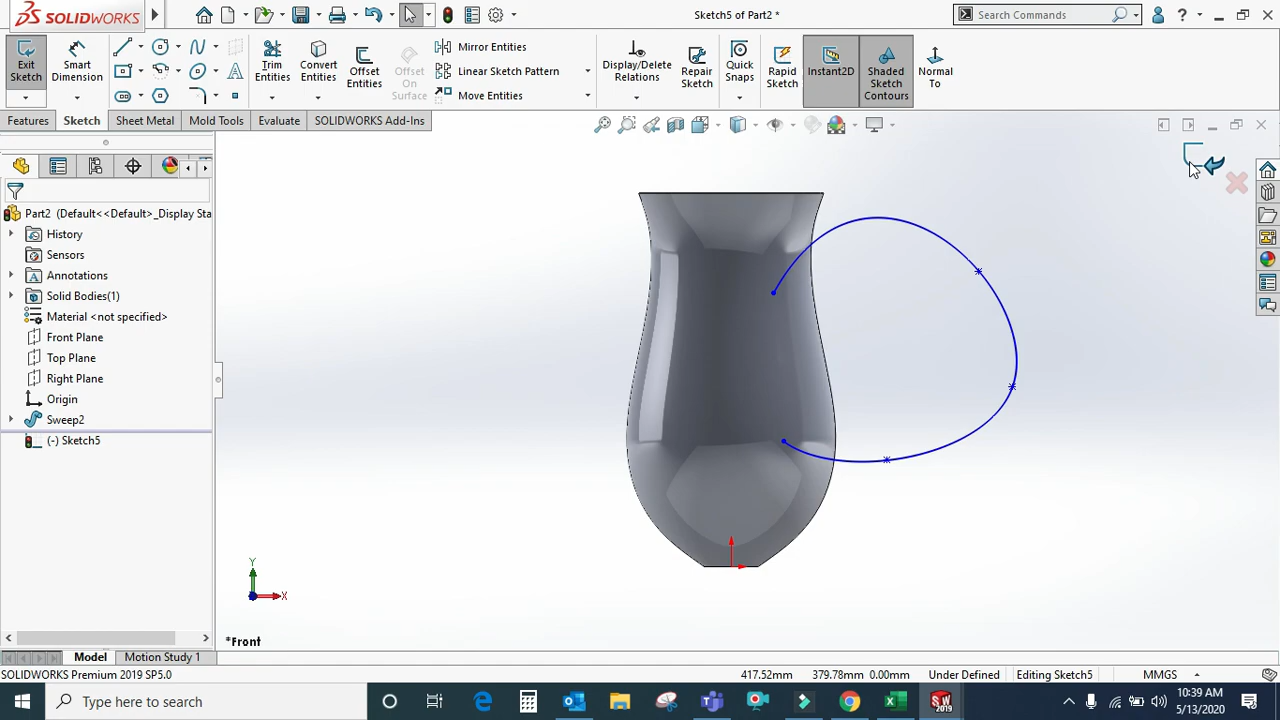 SOLIDWORKS
Sketch5 of Part2 *
Search Commands
?
Exit Sketch
Smart Dimension
Trim Entities
Convert Entities
Offset Entities
Offset On Surface
Mirror Entities
Linear Sketch Pattern
Move Entities
Display/Delete Relations
Repair Sketch
Quick Snaps
Rapid Sketch
Instant2D
Shaded Sketch Contours
Normal To
Features
Sketch
Sheet Metal
Mold Tools
Evaluate
SOLIDWORKS Add-Ins
Part2 (Default<<Default>_Display Sta
History
Sensors
Annotations
Solid Bodies(1)
Material <not specified>
Front Plane
Top Plane
Right Plane
Origin
Sweep2
(-) Sketch5
Y
X
*Front
Model
Motion Study 1
SOLIDWORKS Premium 2019 SP5.0
417.52mm
379.78mm 0.00mm
Under Defined
Editing Sketch5
MMGS
Type here to search
SW
2019
10:39 AM
5/13/2020